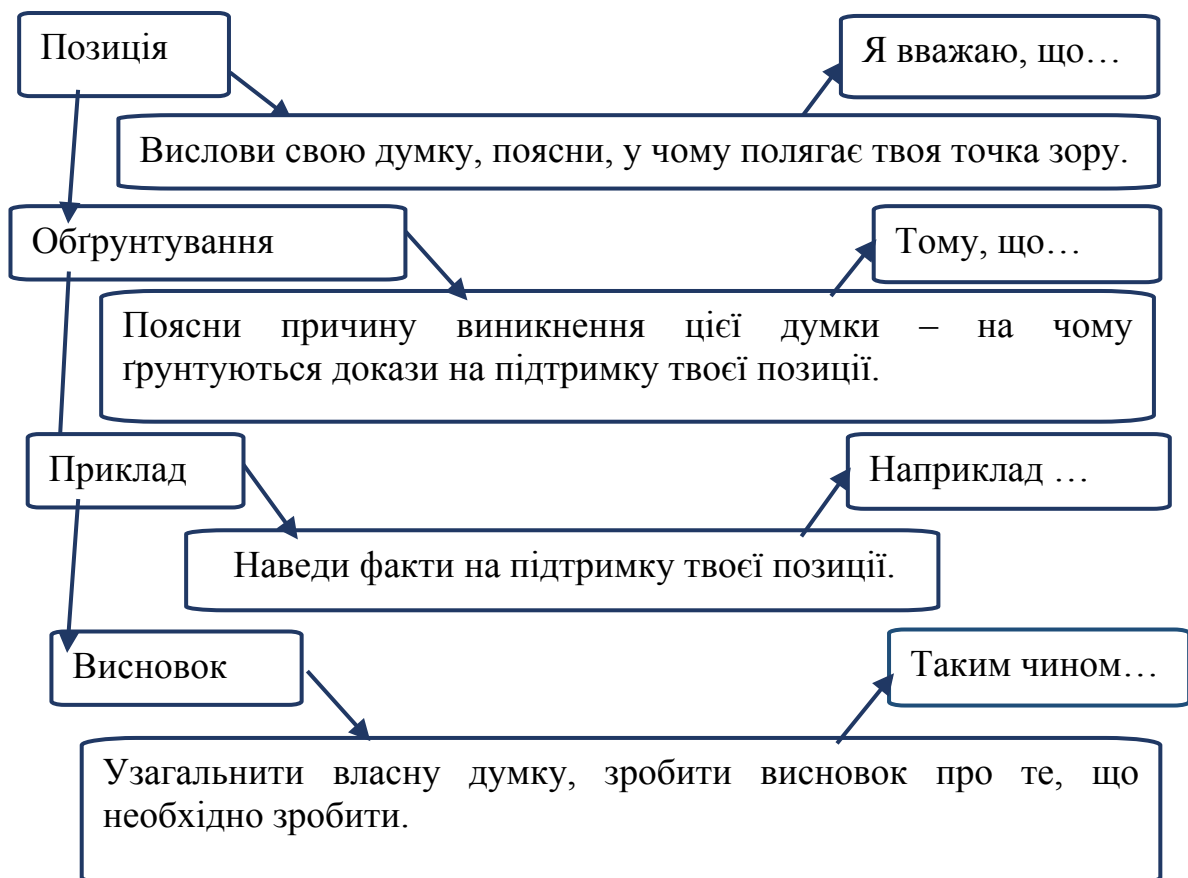 Позиція
Я вважаю, що…
Вислови свою думку, поясни, у чому полягає твоя точка зору.
Обґрунтування
Тому, що…
Поясни причину виникнення цієї думки – на чому
ґрунтуються докази на підтримку твоєї позиції.
Приклад
Наприклад …
Наведи факти на підтримку твоєї позиції.
Висновок
Таким чином…
Узагальнити власну думку, зробити висновок про те, що
необхідно зробити.